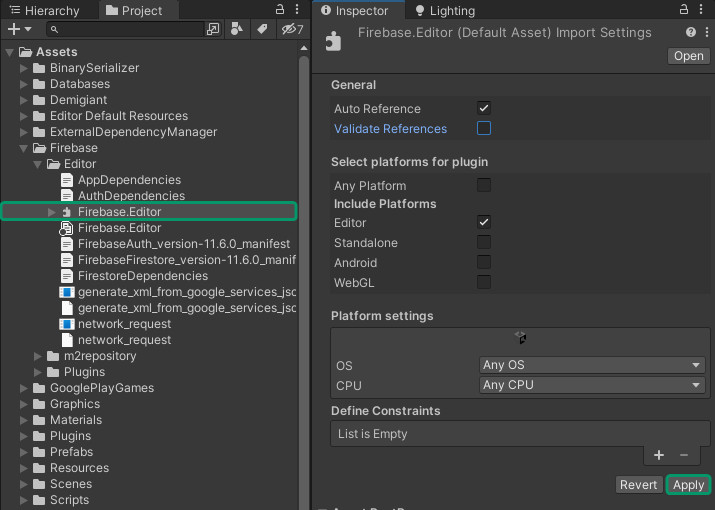 Hierarchy
Project
7
Assets
BinarySerializer
Databases
Demigiant
Editor Default Resources
ExternalDependencyManager
Firebase
Editor
AppDependencies
AuthDependencies
Firebase.Editor
Firebase.Editor
FirebaseAuth_version-11.6.0_manifest
FirebaseFirestore_version-11.6.0_manif
FirestoreDependencies
generate_xml_from_google_services_jsc
generate_xml_from_google_services_jsc
network_request
network_request
m2repository
Plugins
GooglePlayGames
Graphics
Materials
Plugins
Prefabs
Resources
Scenes
Scripts
Inspector
Lighting
Firebase.Editor (Default Asset) Import Settings
Open
General
Auto Reference
Validate References
Select platforms for plugin
Any Platform
Include Platforms
Editor
Standalone
Android
WebGL
Platform settings
OS Any OS
CPU Any CPU
Define Constraints
List is Empty
Revert Apply